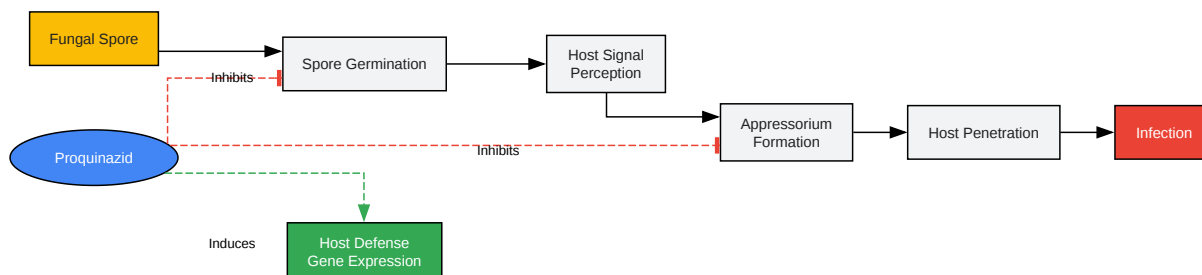 Fungal Spore
Spore Germination
Host Signal
Perception
Inhibits
Appressorium
Formation
Host Penetration
Infection
Proquinazid
Inhibits
Induces
Host Defense
Gene Expression